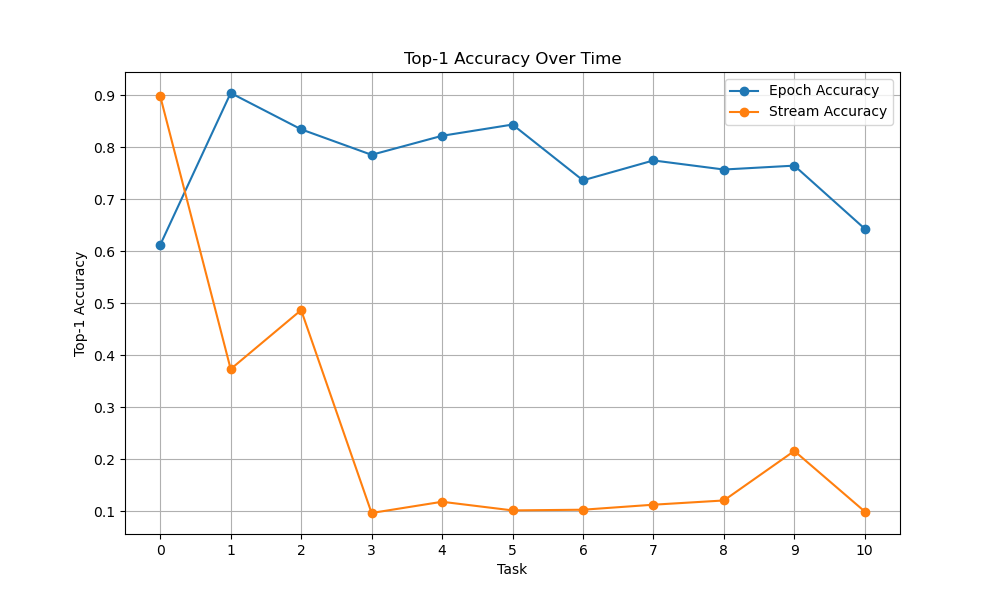 Top-1 Accuracy Over Time
Epoch Accuracy
Stream Accuracy
Top-1 Accuracy
0.9
0.8
0.7
0.6
0.5
0.4
0.3
0.2
0.1
0 1 2 3 4 5 6 7 8 9 10
Task